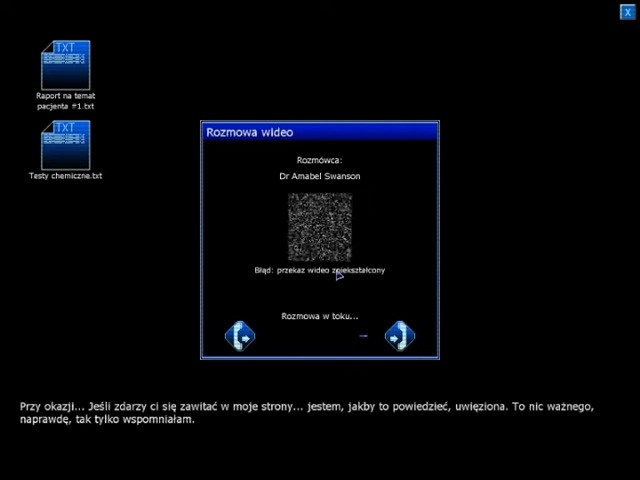 X
TXT
Raport na temat
pacjenta #1.txt
TXT
Testy chemiczne.txt
Rozmowa wideo
Rozmówca:
Dr Amabel Swanson
Błąd: przekaz wideo zniekształcony
Rozmowa w toku...
Przy okazji... Jeśli zdarzy ci się zawitać w moje strony... jestem, jakby to powiedzieć, uwięziona. To nic ważnego,
naprawdę, tak tylko wspomniałam.